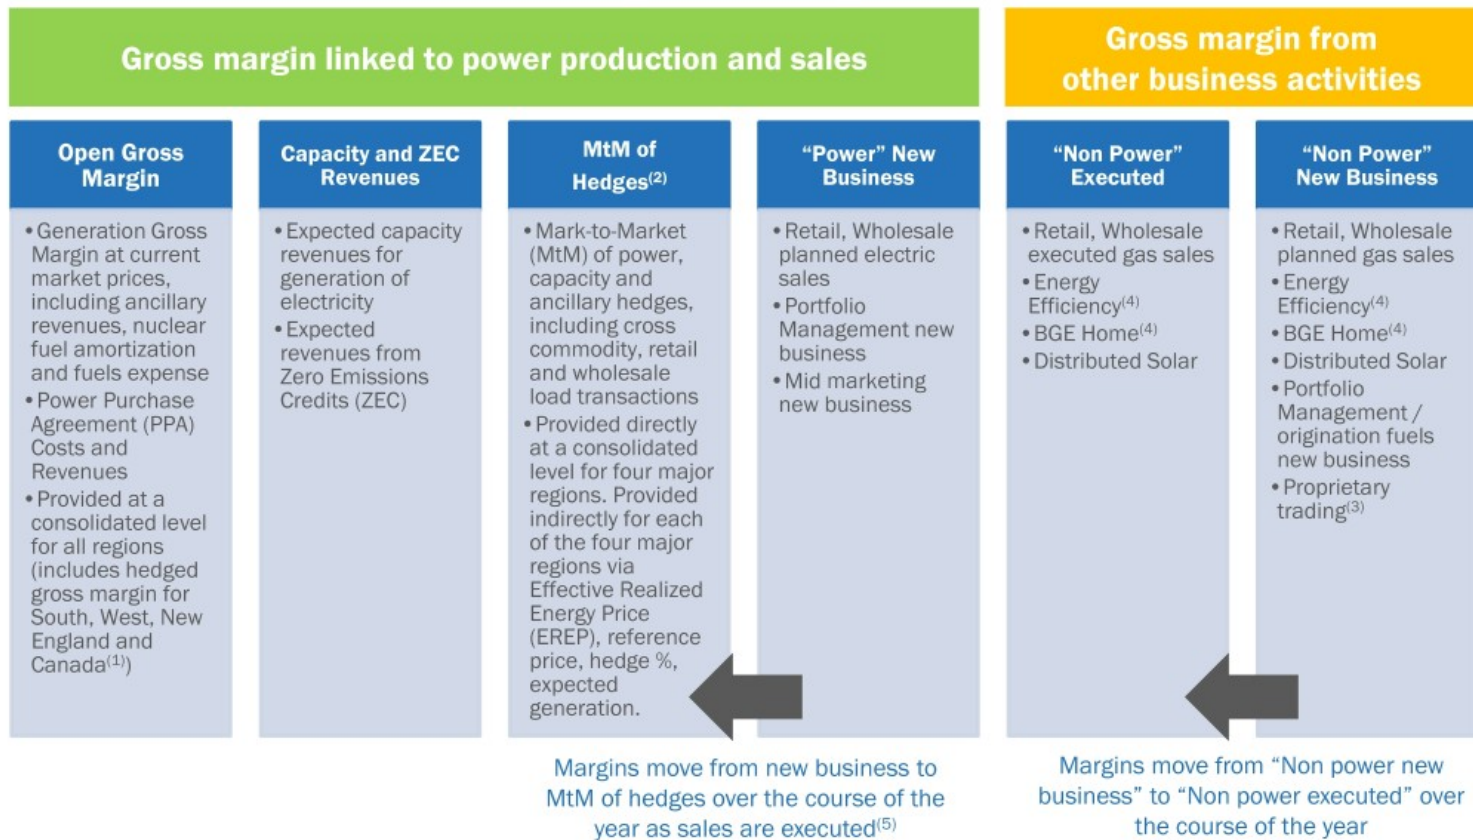 Gross margin linked to power production and sales
Gross margin from
other business activities
Open Gross
Margin
• Generation Gross
Margin at current
market prices,
including ancillary
revenues, nuclear
fuel amortization
and fuels expense
• Power Purchase
Agreement (PPA)
Costs and
Revenues
• Provided at a
consolidated level
for all regions
(includes hedged
gross margin for
South, West, New
England and
Canada(1))
Capacity and ZEC
Revenues
• Expected capacity
revenues for
generation of
electricity
• Expected
revenues from
Zero Emissions
Credits (ZEC)
MtM of
Hedges(2)
• Mark-to-Market
(MtM) of power,
capacity and
ancillary hedges,
including cross
commodity, retail
and wholesale
load transactions
• Provided directly
at a consolidated
level for four major
regions. Provided
indirectly for each
of the four major
regions via
Effective Realized
Energy Price
(EREP), reference
price, hedge %,
expected
generation.
“Power” New
Business
• Retail, Wholesale
planned electric
sales
• Portfolio
Management new
business
• Mid marketing
new business
Margins move from new business to
MtM of hedges over the course of the
year as sales are executed(5)
“Non Power”
Executed
• Retail, Wholesale
executed gas sales
• Energy
Efficiency(4)
• BGE Home(4)
• Distributed Solar
“Non Power”
New Business
• Retail, Wholesale
planned gas sales
• Energy
Efficiency(4)
• BGE Home(4)
• Distributed Solar
• Portfolio
Management /
origination fuels
new business
• Proprietary
trading(3)
Margins move from “Non power new
business” to “Non power executed” over
the course of the year